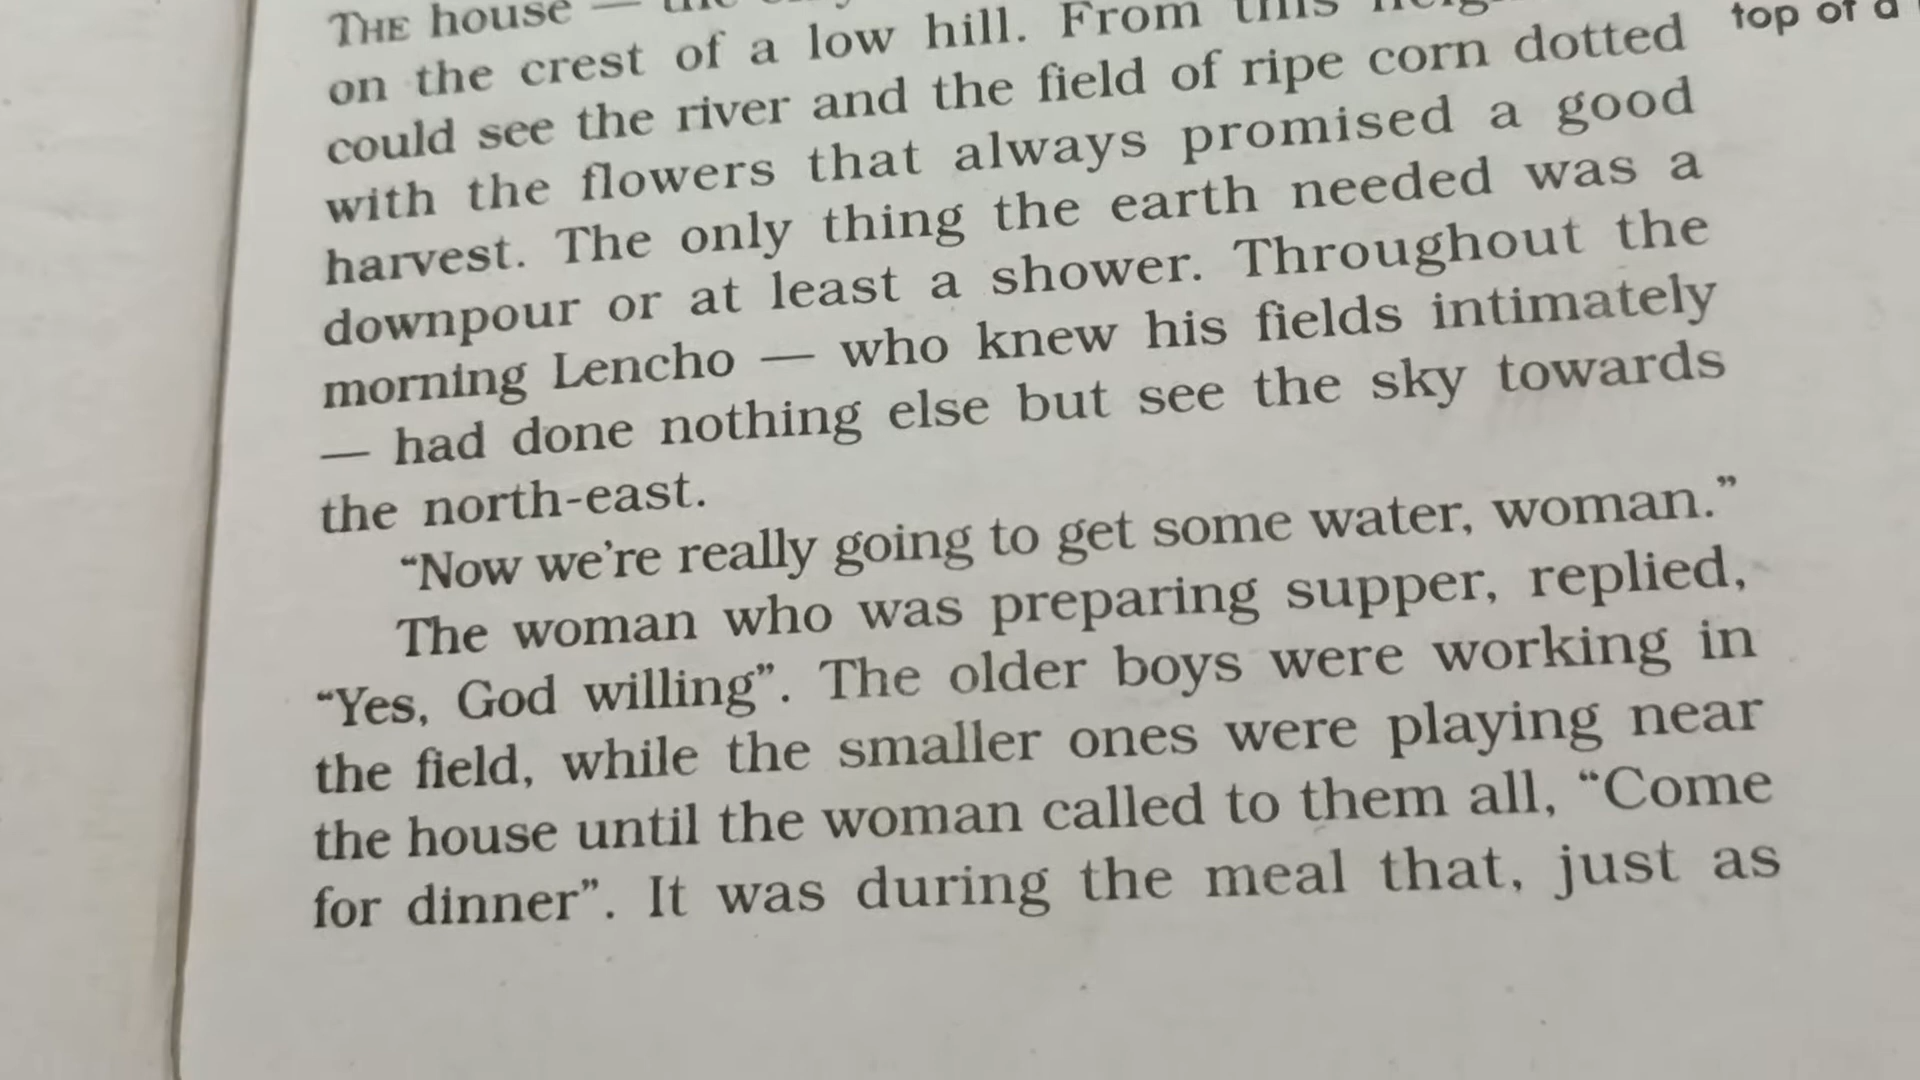 THE house —
on the crest of a low hill. From this
could see the river and the field of ripe corn dotted
with the flowers that always promised a good
harvest. The only thing the earth needed was a
downpour or at least a shower. Throughout the
morning Lencho — who knew his fields intimately
— had done nothing else but see the sky towards
the north-east.
“Now we’re really going to get some water, woman.”
The woman who was preparing supper, replied,
“Yes, God willing”. The older boys were working in
the field, while the smaller ones were playing near
the house until the woman called to them all, “Come
for dinner”. It was during the meal that, just as
top of a